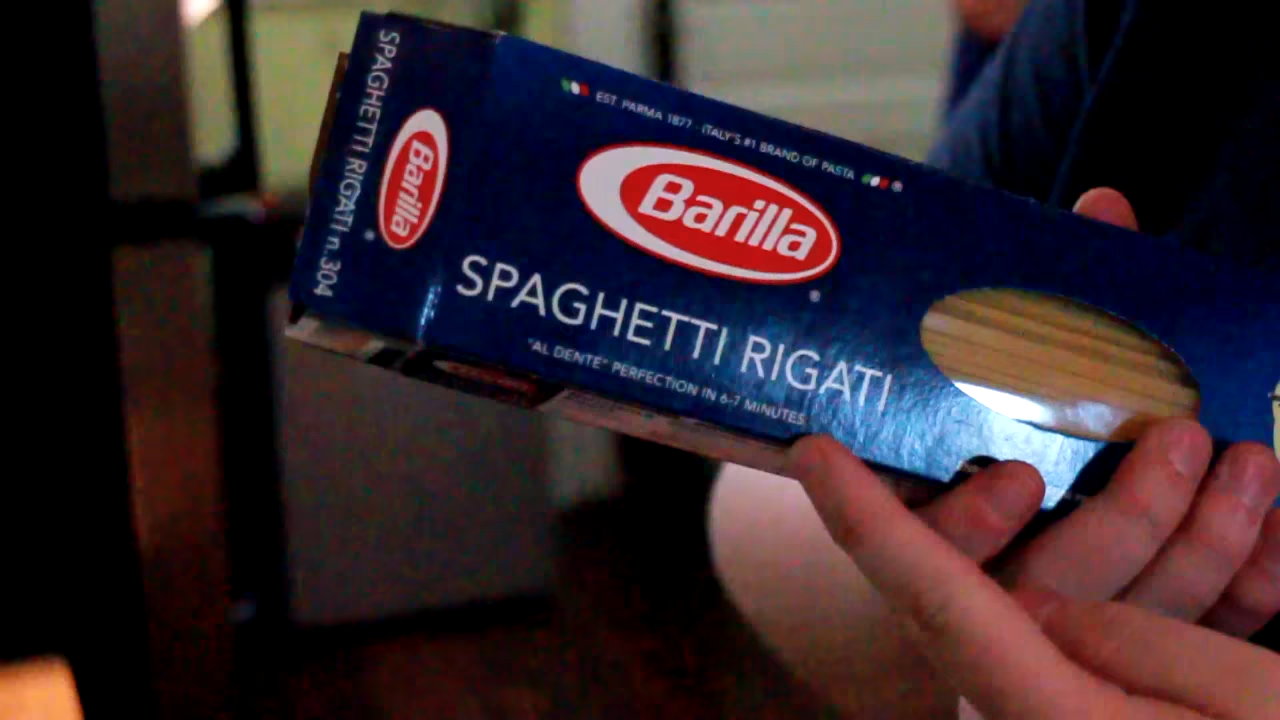 SPAGHETTI RIGATI n.304
Barilla
EST. PARMA 1877 · ITALY'S #1 BRAND OF PASTA
Barilla
SPAGHETTI RIGATI
"AL DENTE" PERFECTION IN 6-7 MINUTES